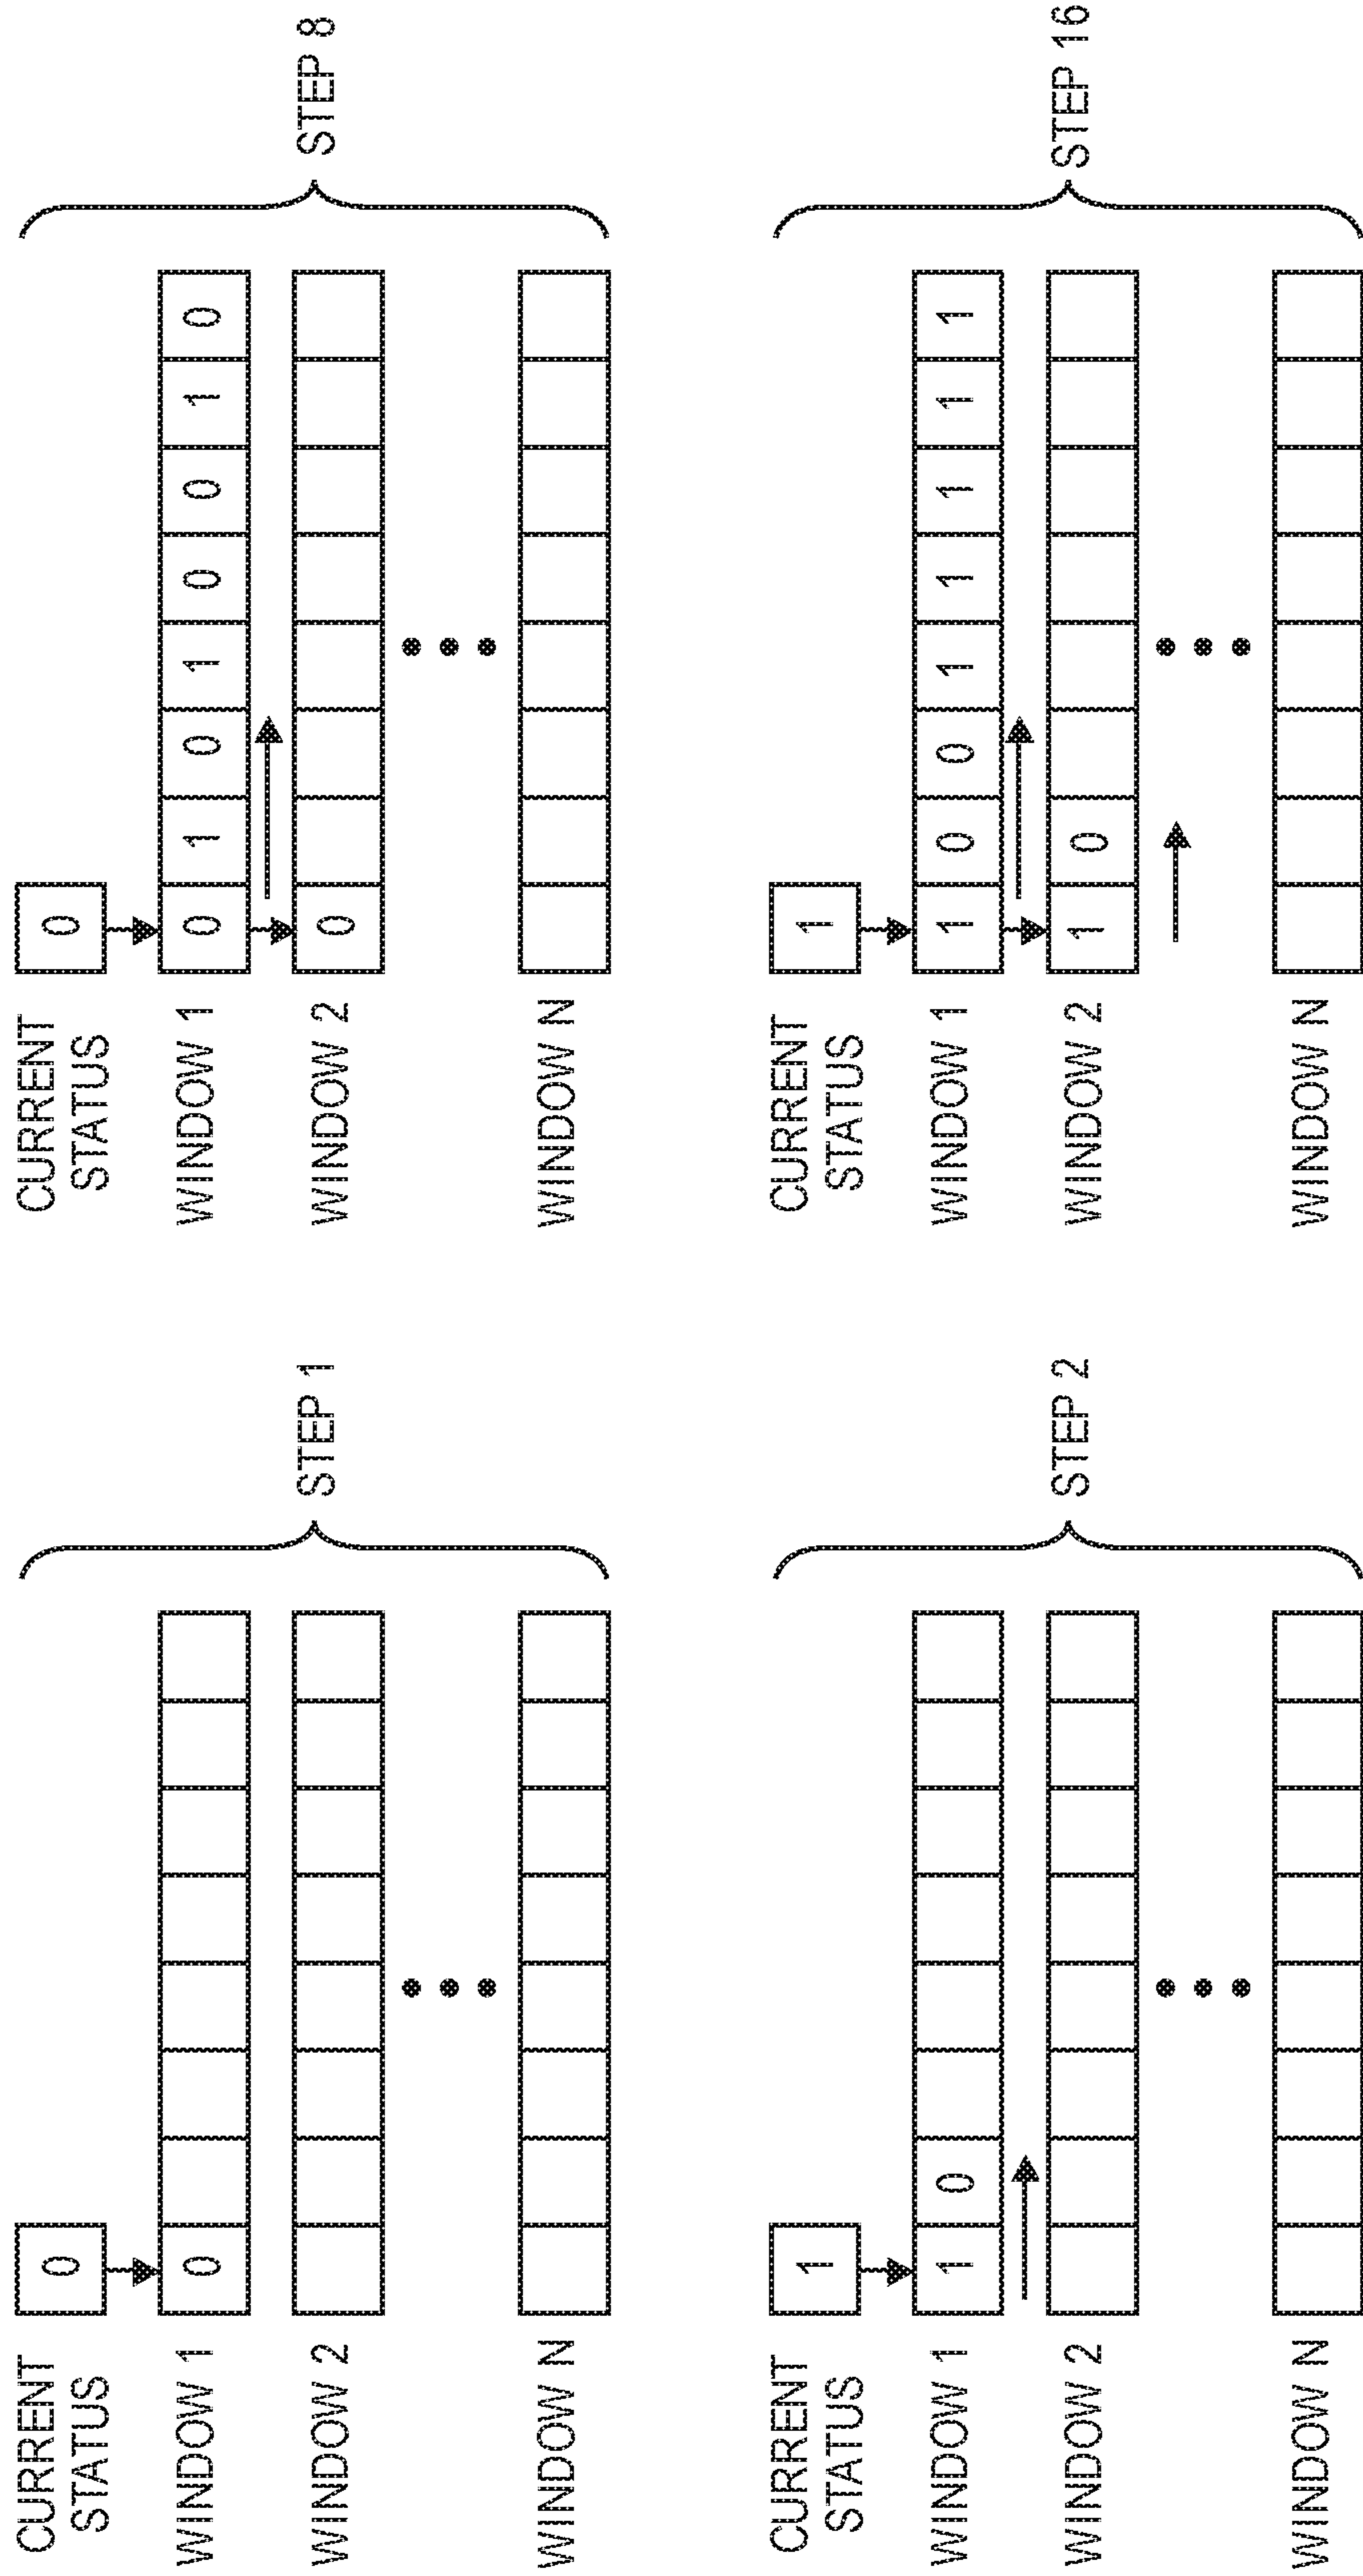 CURRENT
STATUS
0
WINDOW 1 0
WINDOW 2
WINDOW N
STEP 1
CURRENT
STATUS
0
WINDOW 1 0 1 0 1 0 0 1 0
WINDOW 2 0
WINDOW N
STEP 8
CURRENT
STATUS
1
WINDOW 1 1 0
WINDOW 2
WINDOW N
STEP 2
CURRENT
STATUS
1
WINDOW 1 1 0 0 1 1 1 1 1
WINDOW 2 1 0
WINDOW N
STEP 16